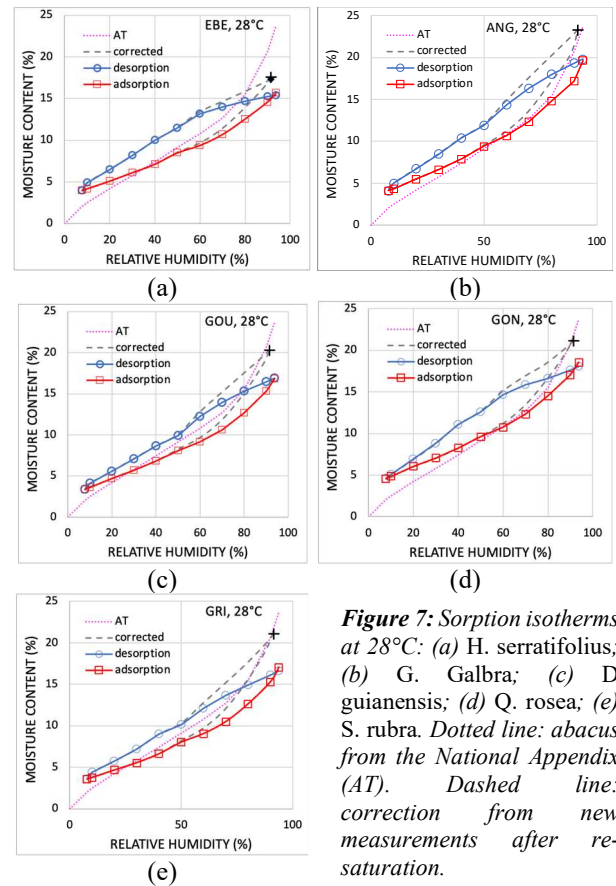 EBE, 28°C
AT
corrected
desorption
adsorption
MOISTURE CONTENT (%)
25
20
15
10
5
0
0 20 40 60 80 100
RELATIVE HUMIDITY (%)
(a)
ANG, 28°C
AT
corrected
desorption
adsorption
MOISTURE CONTENT (%)
25
20
15
10
5
0
0 50 100
RELATIVE HUMIDITY (%)
(b)
GOU, 28°C
AT
corrected
desorption
adsorption
MOISTURE CONTENT (%)
25
20
15
10
5
0
0 20 40 60 80 100
RELATIVE HUMIDITY (%)
(c)
GON, 28°C
AT
corrected
desorption
adsorption
MOISTURE CONTENT (%)
25
20
15
10
5
0
0 20 40 60 80 100
RELATIVE HUMIDITY (%)
(d)
GRI, 28°C
AT
corrected
desorption
adsorption
MOISTURE CONTENT (%)
25
20
15
10
5
0
0 50 100
RELATIVE HUMIDITY (%)
(e)
Figure 7: Sorption isotherms
at 28°C: (a) H. serratifolius;
(b) G. Galbra; (c) D
guianensis; (d) Q. rosea; (e)
S. rubra. Dotted line: abacus
from the National Appendix
(AT). Dashed line:
correction from new
measurements after re-
saturation.